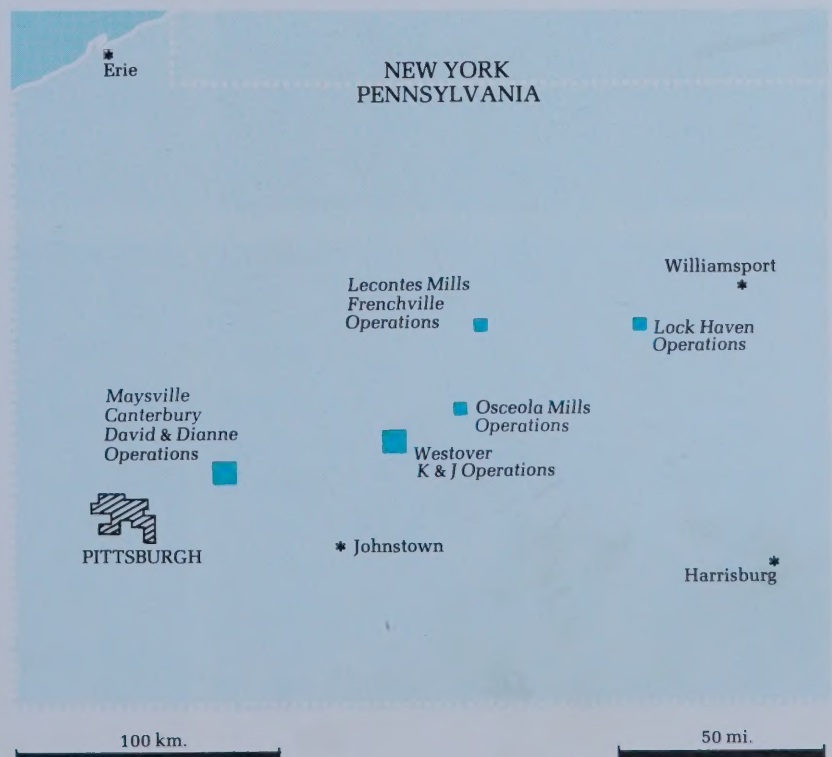 Erie
NEW YORK
PENNSYLVANIA
Williamsport
Lecontes Mills
Frenchville
Operations
Lock Haven
Operations
Maysville
Canterbury
David & Dianne
Operations
Osceola Mills
Operations
Westover
K & J Operations
PITTSBURGH
Johnstown
Harrisburg
100 km.
50 mi.